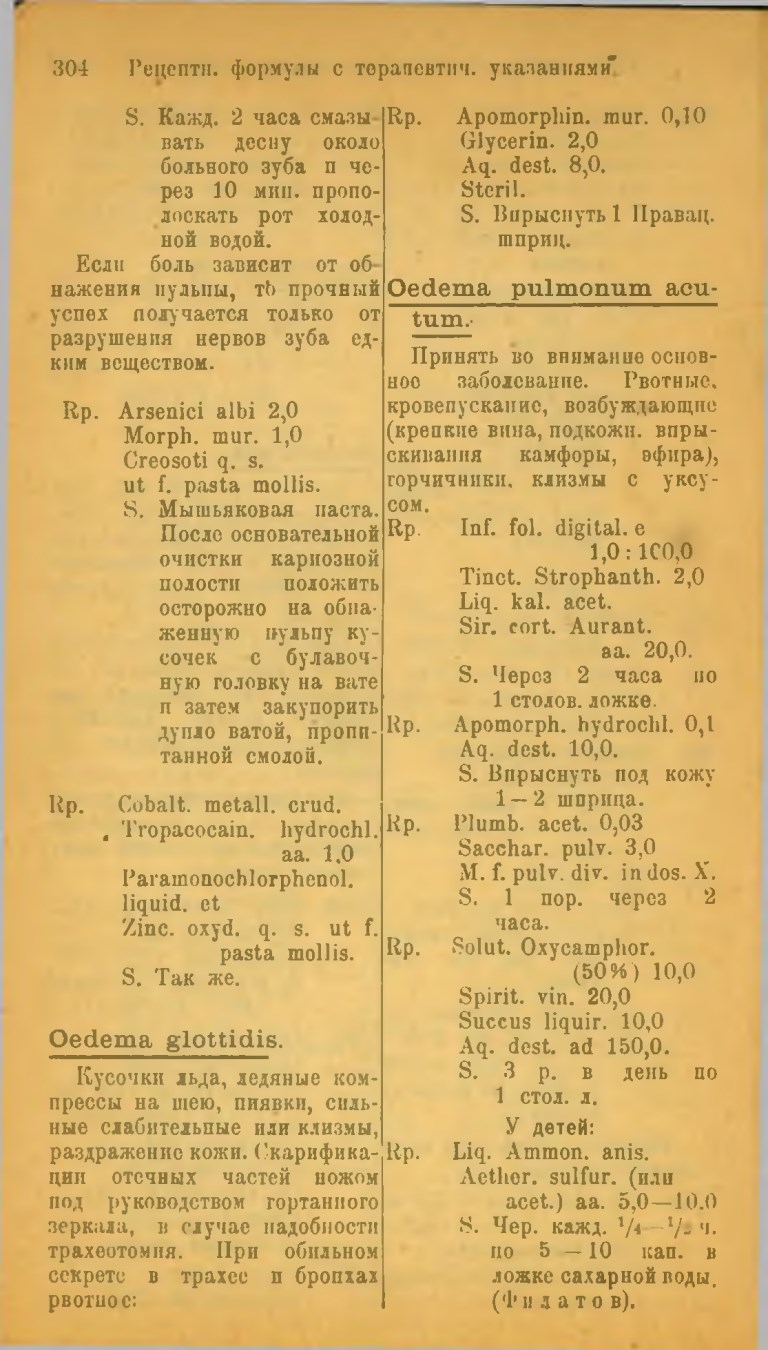 304 Рецептн. формулы с терапевтич. указаниями
S. Кажд. 2 часа смазы-
вать десну около
больного зуба и че-
рез 10 мин. пропо-
лоскать рот холод-
ной водой.
Если боль зависит от об-
нажения пульпы, то прочный
успех получается только от
разрушения нервов зуба ед-
ким веществом.
Rp. Arsenici albi 2,0
Morph. mur. 1,0
Creosoti q. s.
ut f. pasta mollis.
S. Мышьяковая паста.
После основательной
очистки кариозной
полости положить
осторожно на обна-
женную пульпу ку-
сочек с булавоч-
ную головку на вате
и затем закупорить
дупло ватой, пропи-
танной смолой.
Rp. Cobalt. metall. crud.
Tropacocain. hydrochl.
aa. 1.0
Paramonochlorphenol.
liquid. et
Zinc. oxyd. q. s. ut f.
pasta mollis.
S. Так же.
Oedema glottidis.
Кусочки льда, ледяные ком-
прессы на шею, пиявки, силь-
ные слабительные или клизмы,
раздражение кожи. Скарифика-
ции отечных частей ножом
под руководством гортанного
зеркала, в случае надобности
трахеотомия. При обильном
секрете в трахее и бронхах
рвотное:
Rp. Apomorphin. mur. 0,10
Glycerin. 2,0
Aq. dest. 8,0.
Steril.
S. Впрыснуть 1 Правац.
шприц.
Oedema pulmonum acu-
tum.
Принять во внимание основ-
ное заболевание. Рвотные,
кровепускание, возбуждающие
(крепкие вина, подкожн. впры-
скивания камфоры, эфира),
горчичники, клизмы с уксу-
сом.
Rp. Inf. fol. digital. e
1,0 : 100,0
Tinct. Strophanth. 2,0
Liq. kal. acet.
Sir. cort. Aurant.
aa. 20,0.
S. Через 2 часа по
1 столов. ложке.
Rp. Apomorph. hydrochl. 0,1
Aq. dest. 10,0.
S. Впрыснуть под кожу
1 — 2 шприца.
Rp. Plumb. acet. 0,03
Sacchar. pulv. 3,0
M. f. pulv. div. in dos. X.
S. 1 пор. через 2
часа.
Rp. Solut. Oxycamphor.
(50%) 10,0
Spirit. vin. 20,0
Succus liquir. 10,0
Aq. dest. ad 150,0.
S. 3 р. в день по
1 стол. л.
У детей:
Rp. Liq. Ammon. anis.
Aether. sulfur. (или
acet.) aa. 5,0—10.0
S. Чер. кажд. 1/4 — 1/2 ч.
по 5 — 10 кап. в
ложке сахарной воды.
(Филатов).